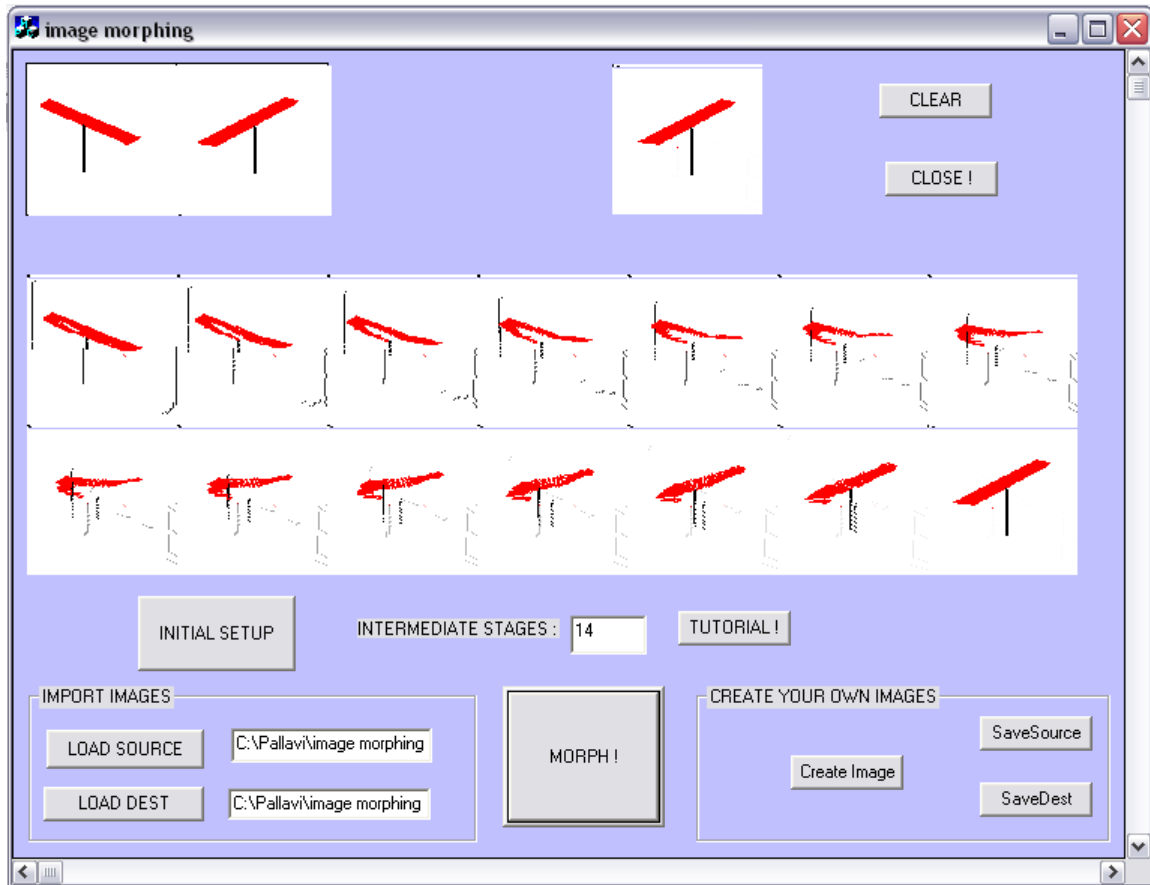 image morphing
CLEAR
CLOSE !
INITIAL SETUP
INTERMEDIATE STAGES :
14
TUTORIAL !
IMPORT IMAGES
LOAD SOURCE
C:\Pallavi\image morphing
LOAD DEST
C:\Pallavi\image morphing
MORPH !
CREATE YOUR OWN IMAGES
SaveSource
Create Image
SaveDest